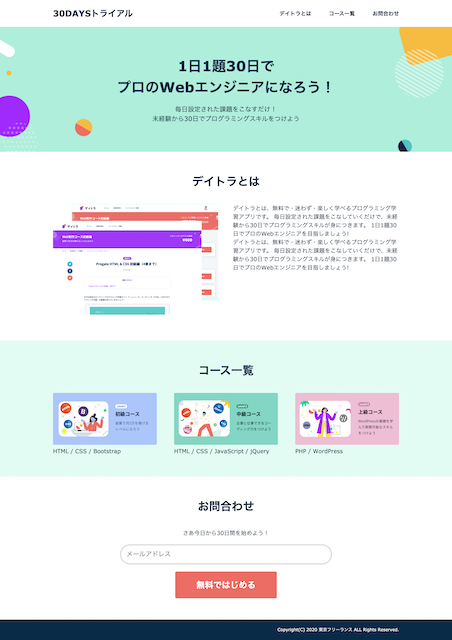 30DAYSトライアル
デイトラとは コース一覧 お問合わせ
1日1題30日で
プロのWebエンジニアになろう！
毎日設定された課題をこなすだけ！
未経験から30日でプログラミングスキルをつけよう
デイトラとは
デイトラとは、無料で・迷わず・楽しく学べるプログラミング学
習アプリです。 毎日設定された課題をこなしていくだけで、未経
験から30日でプログラミングスキルが身につきます。 1日1題30
日でプロのWebエンジニアを目指しましょう!
デイトラとは、無料で・迷わず・楽しく学べるプログラミング学
習アプリです。 毎日設定された課題をこなしていくだけで、未経
験から30日でプログラミングスキルが身につきます。 1日1題30
日でプロのWebエンジニアを目指しましょう!
Progate HTML & CSS 初級編
コース一覧
初級コース
HTML / CSS / Bootstrap
中級コース
HTML / CSS / JavaScript / jQuery
上級コース
PHP / WordPress
お問合わせ
さあ今日から30日間を始めよう！
メールアドレス
無料ではじめる
Copyright(C) 2020 東京フリーランス ALL Rights Reserved.